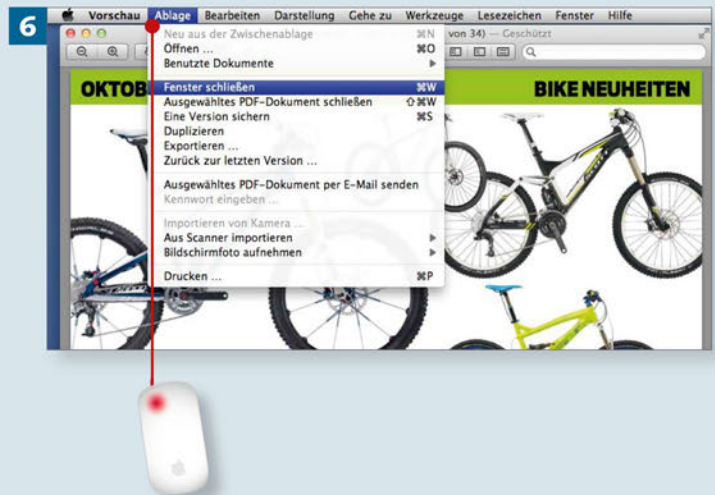 6
Vorschau Ablage Bearbeiten Darstellung Gehe zu Werkzeuge Lesezeichen Fenster Hilfe
von 34) — Geschützt
Neu aus der Zwischenablage ⌘N
Öffnen ... ⌘O
Benutzte Dokumente ▶
Fenster schließen ⌘W
Ausgewähltes PDF-Dokument schließen ⇧⌘W
Eine Version sichern ⌘S
Duplizieren
Exportieren ...
Zurück zur letzten Version ...
Ausgewähltes PDF-Dokument per E-Mail senden
Kennwort eingeben ...
Importieren von Kamera ...
Aus Scanner importieren ▶
Bildschirmfoto aufnehmen ▶
Drucken ... ⌘P
OKTOB
BIKE NEUHEITEN
SCOTT